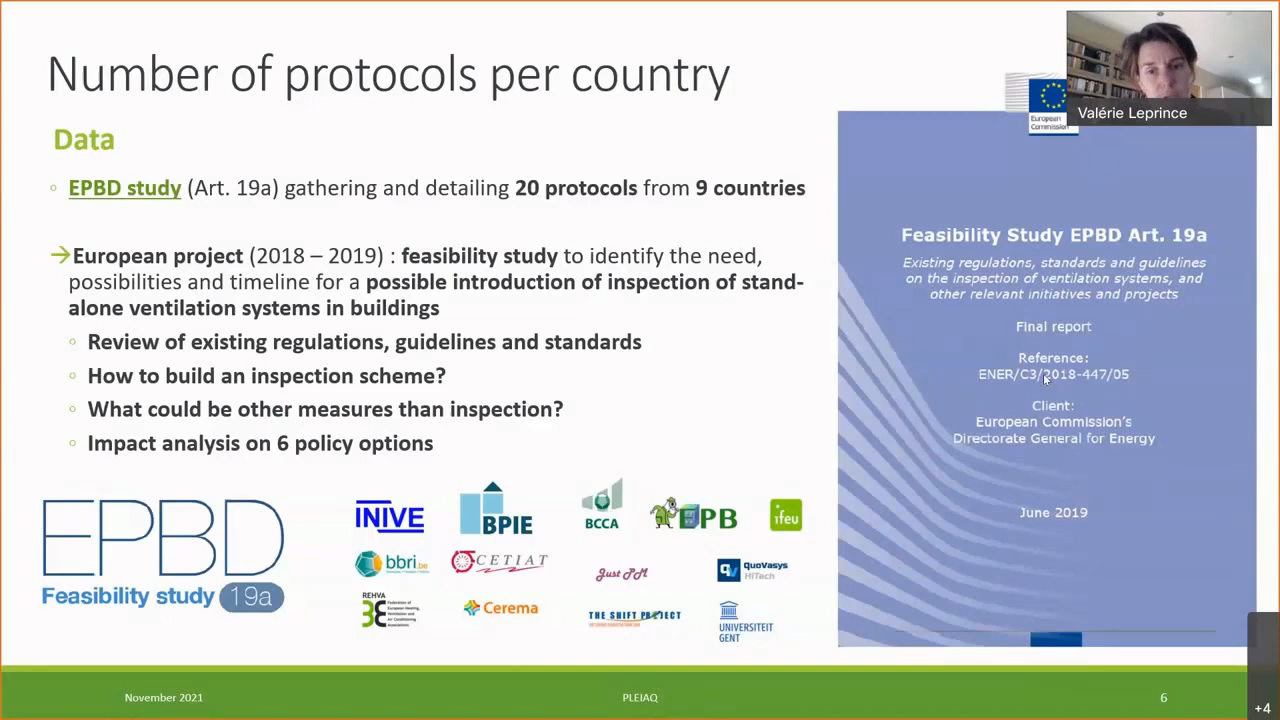 Number of protocols per country
Valérie Leprince
European
Commission
Data
◦ EPBD study (Art. 19a) gathering and detailing 20 protocols from 9 countries
→European project (2018 – 2019) : feasibility study to identify the need,
possibilities and timeline for a possible introduction of inspection of stand-
alone ventilation systems in buildings
◦ Review of existing regulations, guidelines and standards
◦ How to build an inspection scheme?
◦ What could be other measures than inspection?
◦ Impact analysis on 6 policy options
Feasibility Study EPBD Art. 19a
Existing regulations, standards and guidelines
on the inspection of ventilation systems, and
other relevant initiatives and projects
Final report
Reference:
ENER/C3/2018-447/05
Client:
European Commission's
Directorate General for Energy
June 2019
EPBD
Feasibility study 19a
INIVE
BPIE
BCCA
EPB
ifeu
bbri.be
CETIAT
Just PM
QuoVasys
HiTech
REHVA
Federation of
European Heating,
Ventilation and
Air Conditioning
Associations
Cerema
THE SHIFT PROJECT
UNIVERSITEIT
GENT
November 2021
PLEIAQ
6
+4